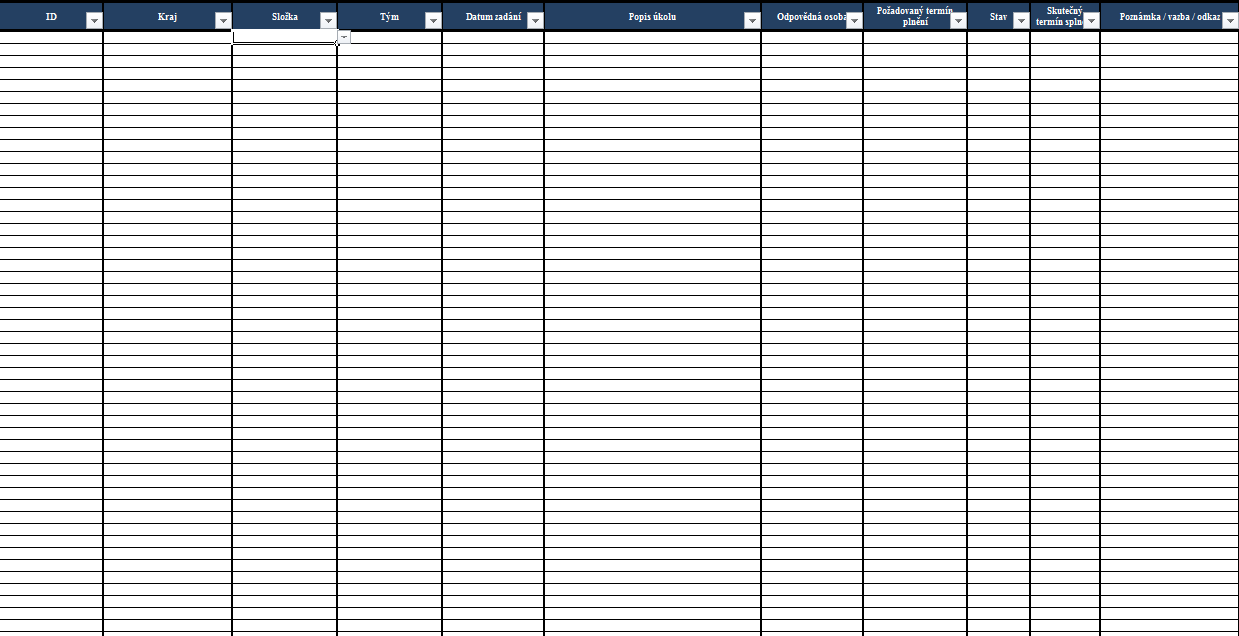 ID
Kraj
Složka
Tým
Datum zadání
Popis úkolu
Odpovědná osoba
Požadovaný termín
plnění
Stav
Skutečný
termín spln
Poznámka / vazba / odkaz